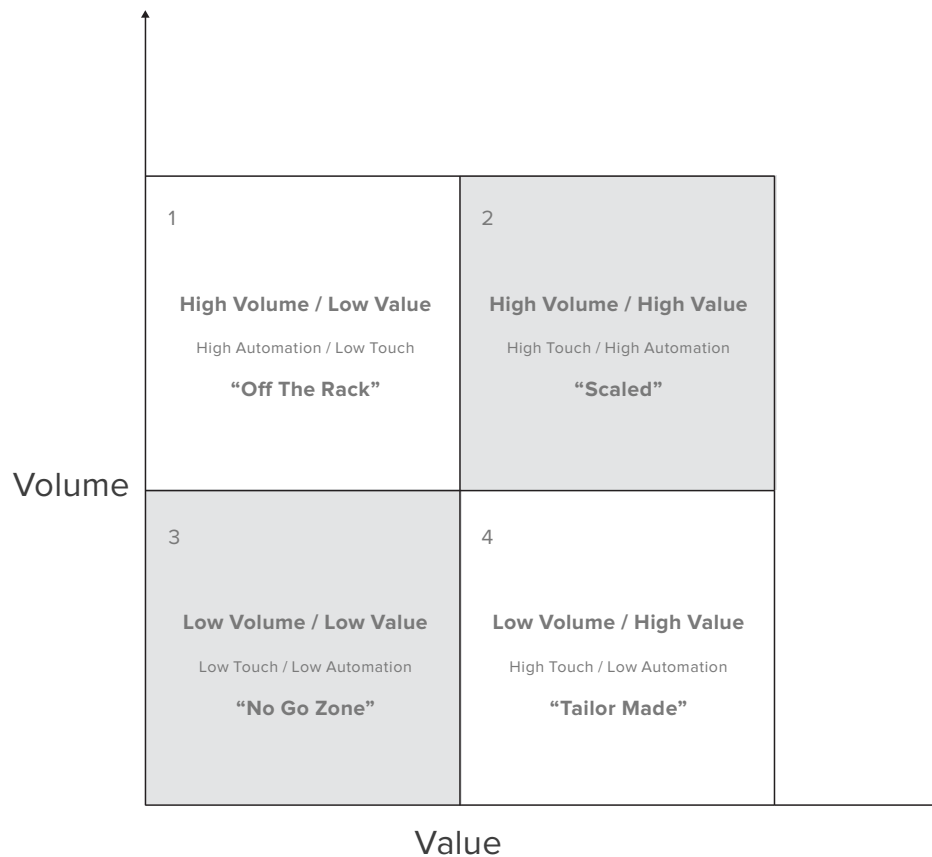 1
High Volume / Low Value
High Automation / Low Touch
“Off The Rack”
2
High Volume / High Value
High Touch / High Automation
“Scaled”
Volume
3
Low Volume / Low Value
Low Touch / Low Automation
“No Go Zone”
4
Low Volume / High Value
High Touch / Low Automation
“Tailor Made”
Value